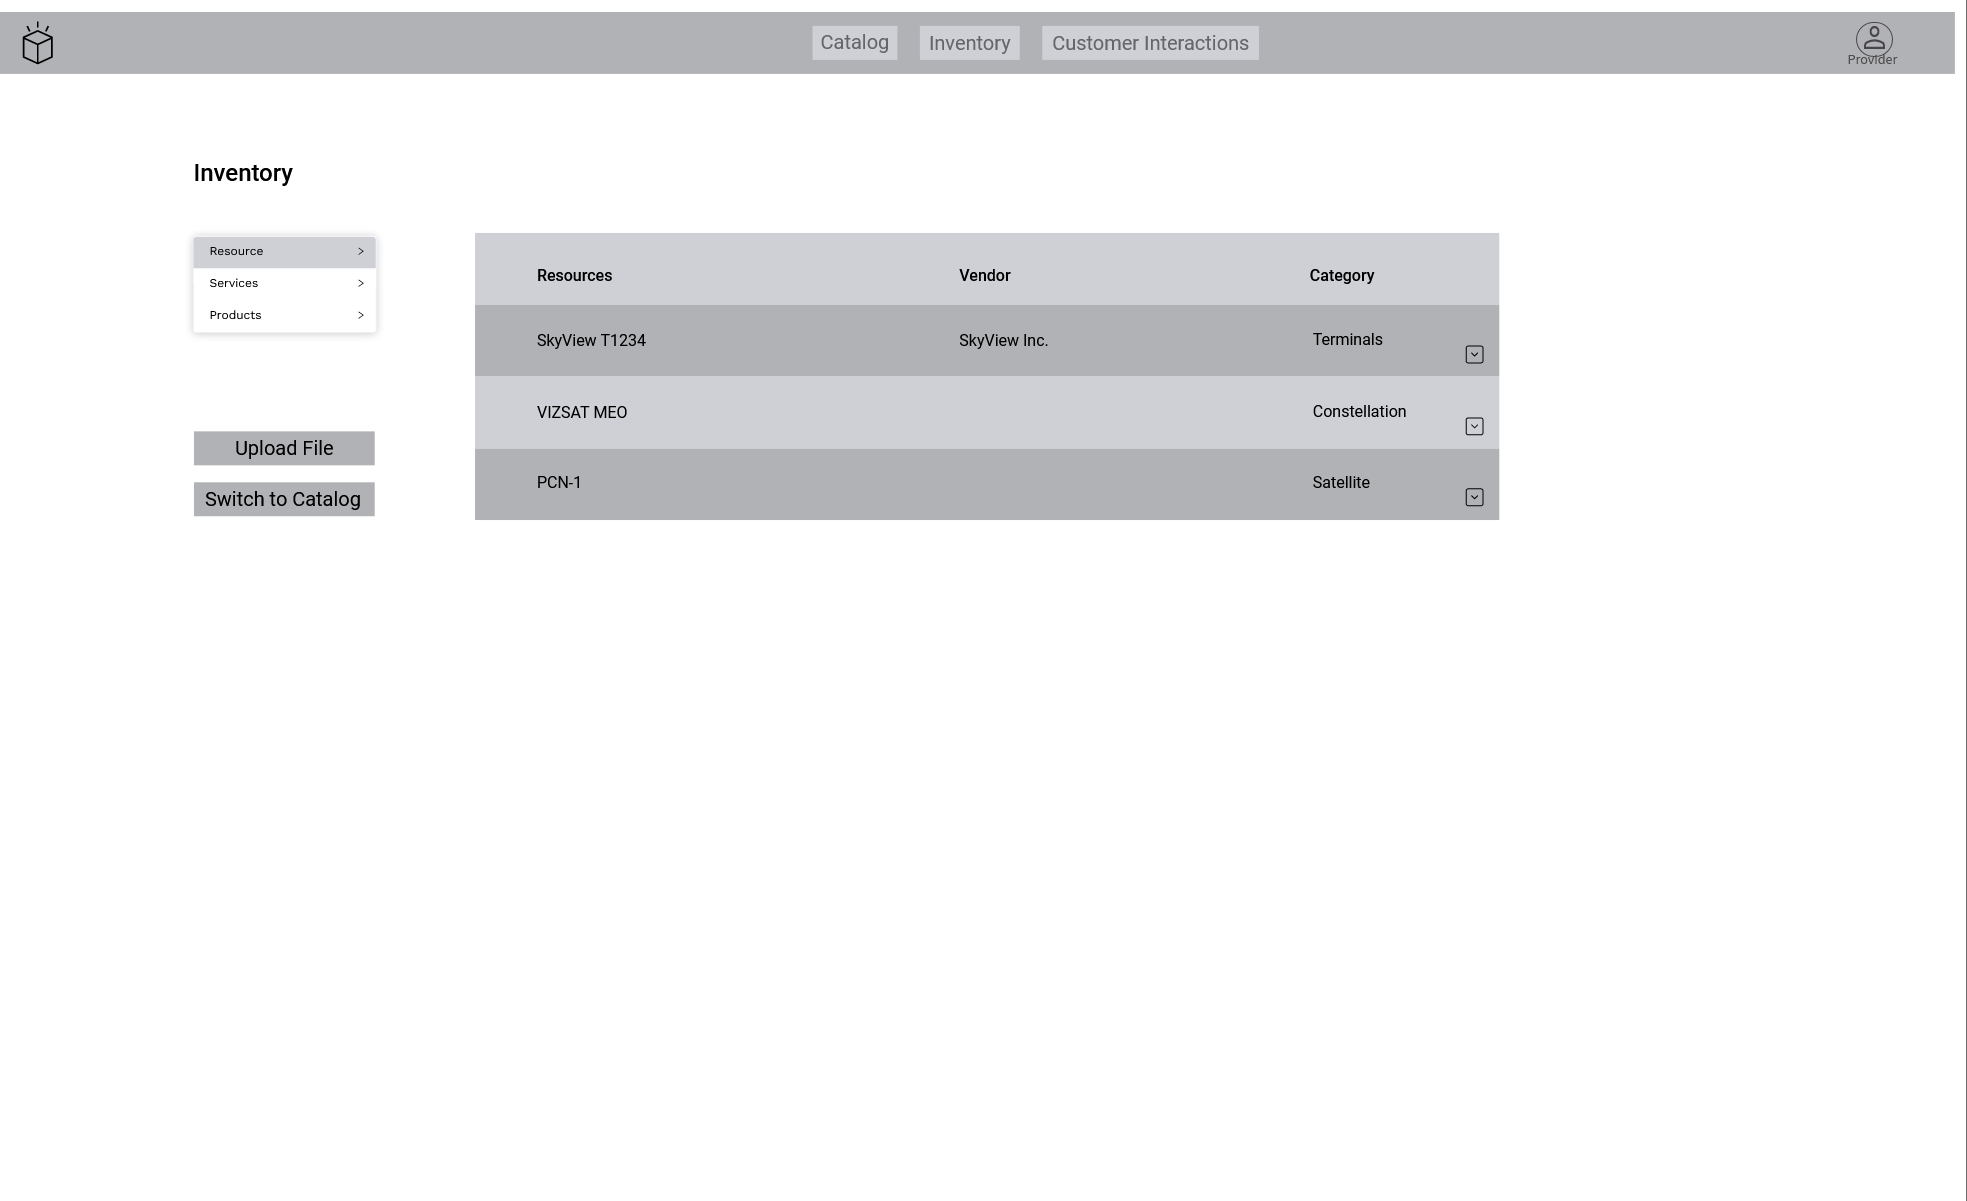 Catalog
Inventory
Customer Interactions
Provider
Inventory
Resource >
Services >
Products >
Upload File
Switch to Catalog
Resources Vendor Category
SkyView T1234 SkyView Inc. Terminals
VIZSAT MEO Constellation
PCN-1 Satellite